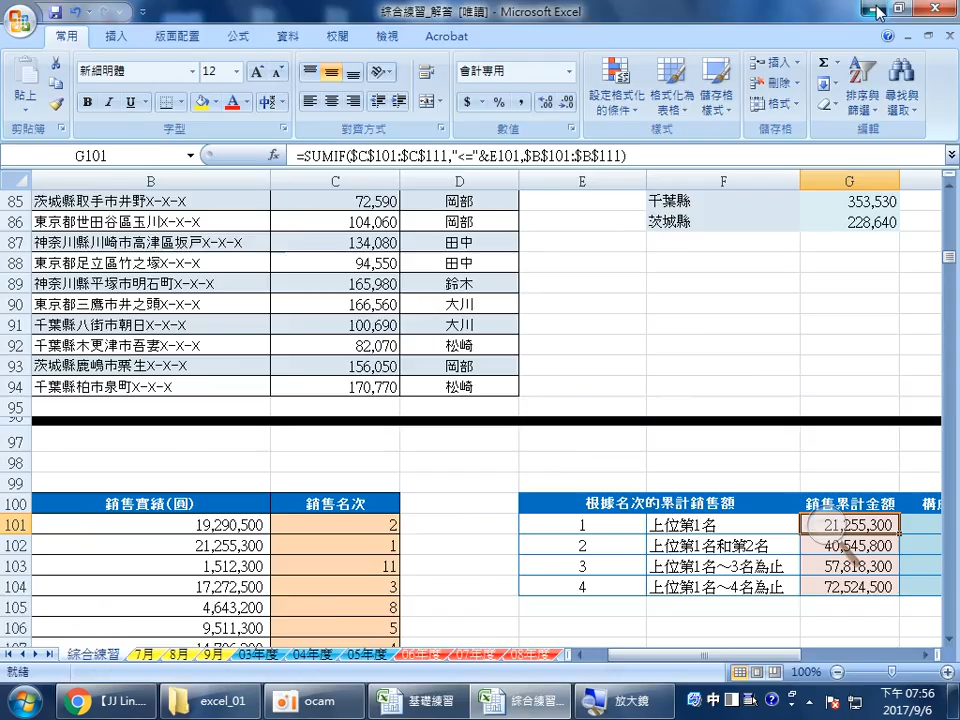 綜合練習_解答 [唯讀] - Microsoft Excel
常用 插入 版面配置 公式 資料 校閱 檢視 Acrobat
貼上 新細明體 12 B I U 會計專用 $ % , 設定格式化的條件 格式化為表格 儲存格樣式 插入 刪除 格式 Σ 排序與篩選 尋找與選取
剪貼簿 字型 對齊方式 數值 樣式 儲存格 編輯
G101 fx =SUMIF($C$101:$C$111,"<="&E101,$B$101:$B$111)
B C D E F G
85 茨城縣取手市井野X-X-X 72,590 岡部 千葉縣 353,530
86 東京都世田谷區玉川X-X-X 104,060 岡部 茨城縣 228,640
87 神奈川縣川崎市高津區坂戸X-X-X 134,080 田中
88 東京都足立區竹之塚X-X-X 94,550 田中
89 神奈川縣平塚市明石町X-X-X 165,980 鈴木
90 東京都三鷹市井之頭X-X-X 166,560 大川
91 千葉縣八街市朝日X-X-X 100,690 大川
92 千葉縣木更津市吾妻X-X-X 82,070 松崎
93 茨城縣鹿嶋市粟生X-X-X 156,050 岡部
94 千葉縣柏市泉町X-X-X 170,770 松崎
95
97
98
99
100 銷售實績(圓) 銷售名次 根據名次的累計銷售額 銷售累計金額
101 19,290,500 2 1 上位第1名 21,255,300
102 21,255,300 1 2 上位第1名和第2名 40,545,800
103 1,512,300 11 3 上位第1名～3名為止 57,818,300
104 17,272,500 3 4 上位第1名～4名為止 72,524,500
105 4,643,200 8
106 9,511,300 5
綜合練習 7月 8月 9月 03年度 04年度 05年度 06年度 07年度 08年度
就緒 100%
【JJ Lin.... excel_01 ocam 基礎練習 綜合練習... 放大鏡 中 下午 07:56
2017/9/6